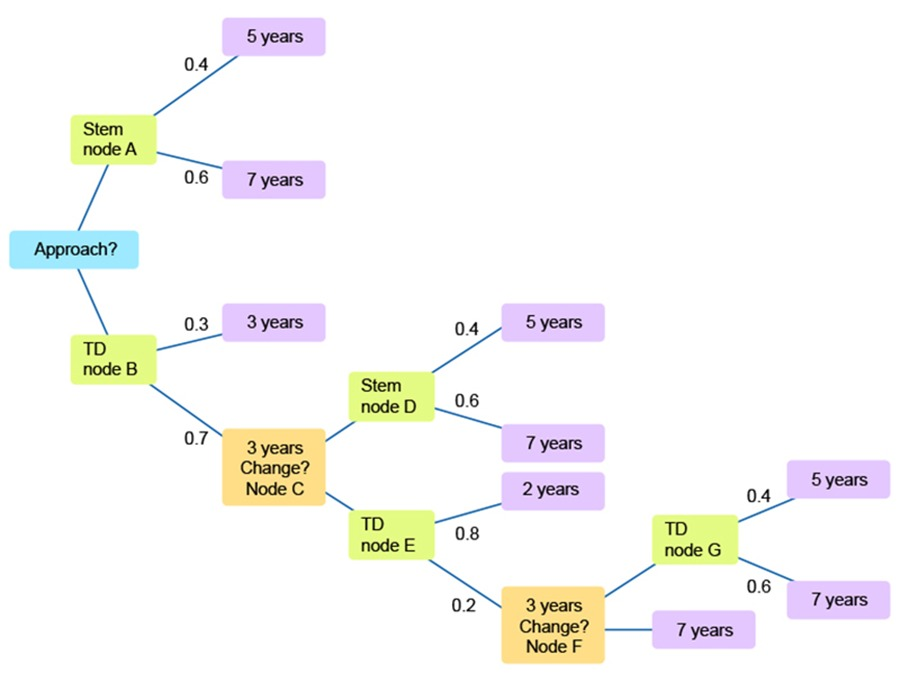 5 years
0.4
Stem
node A
0.6
7 years
Approach?
0.3
3 years
TD
node B
0.7
3 years
Change?
Node C
0.4
5 years
Stem
node D
0.6
7 years
2 years
TD
node E
0.8
0.2
3 years
Change?
Node F
0.4
5 years
TD
node G
0.6
7 years
7 years